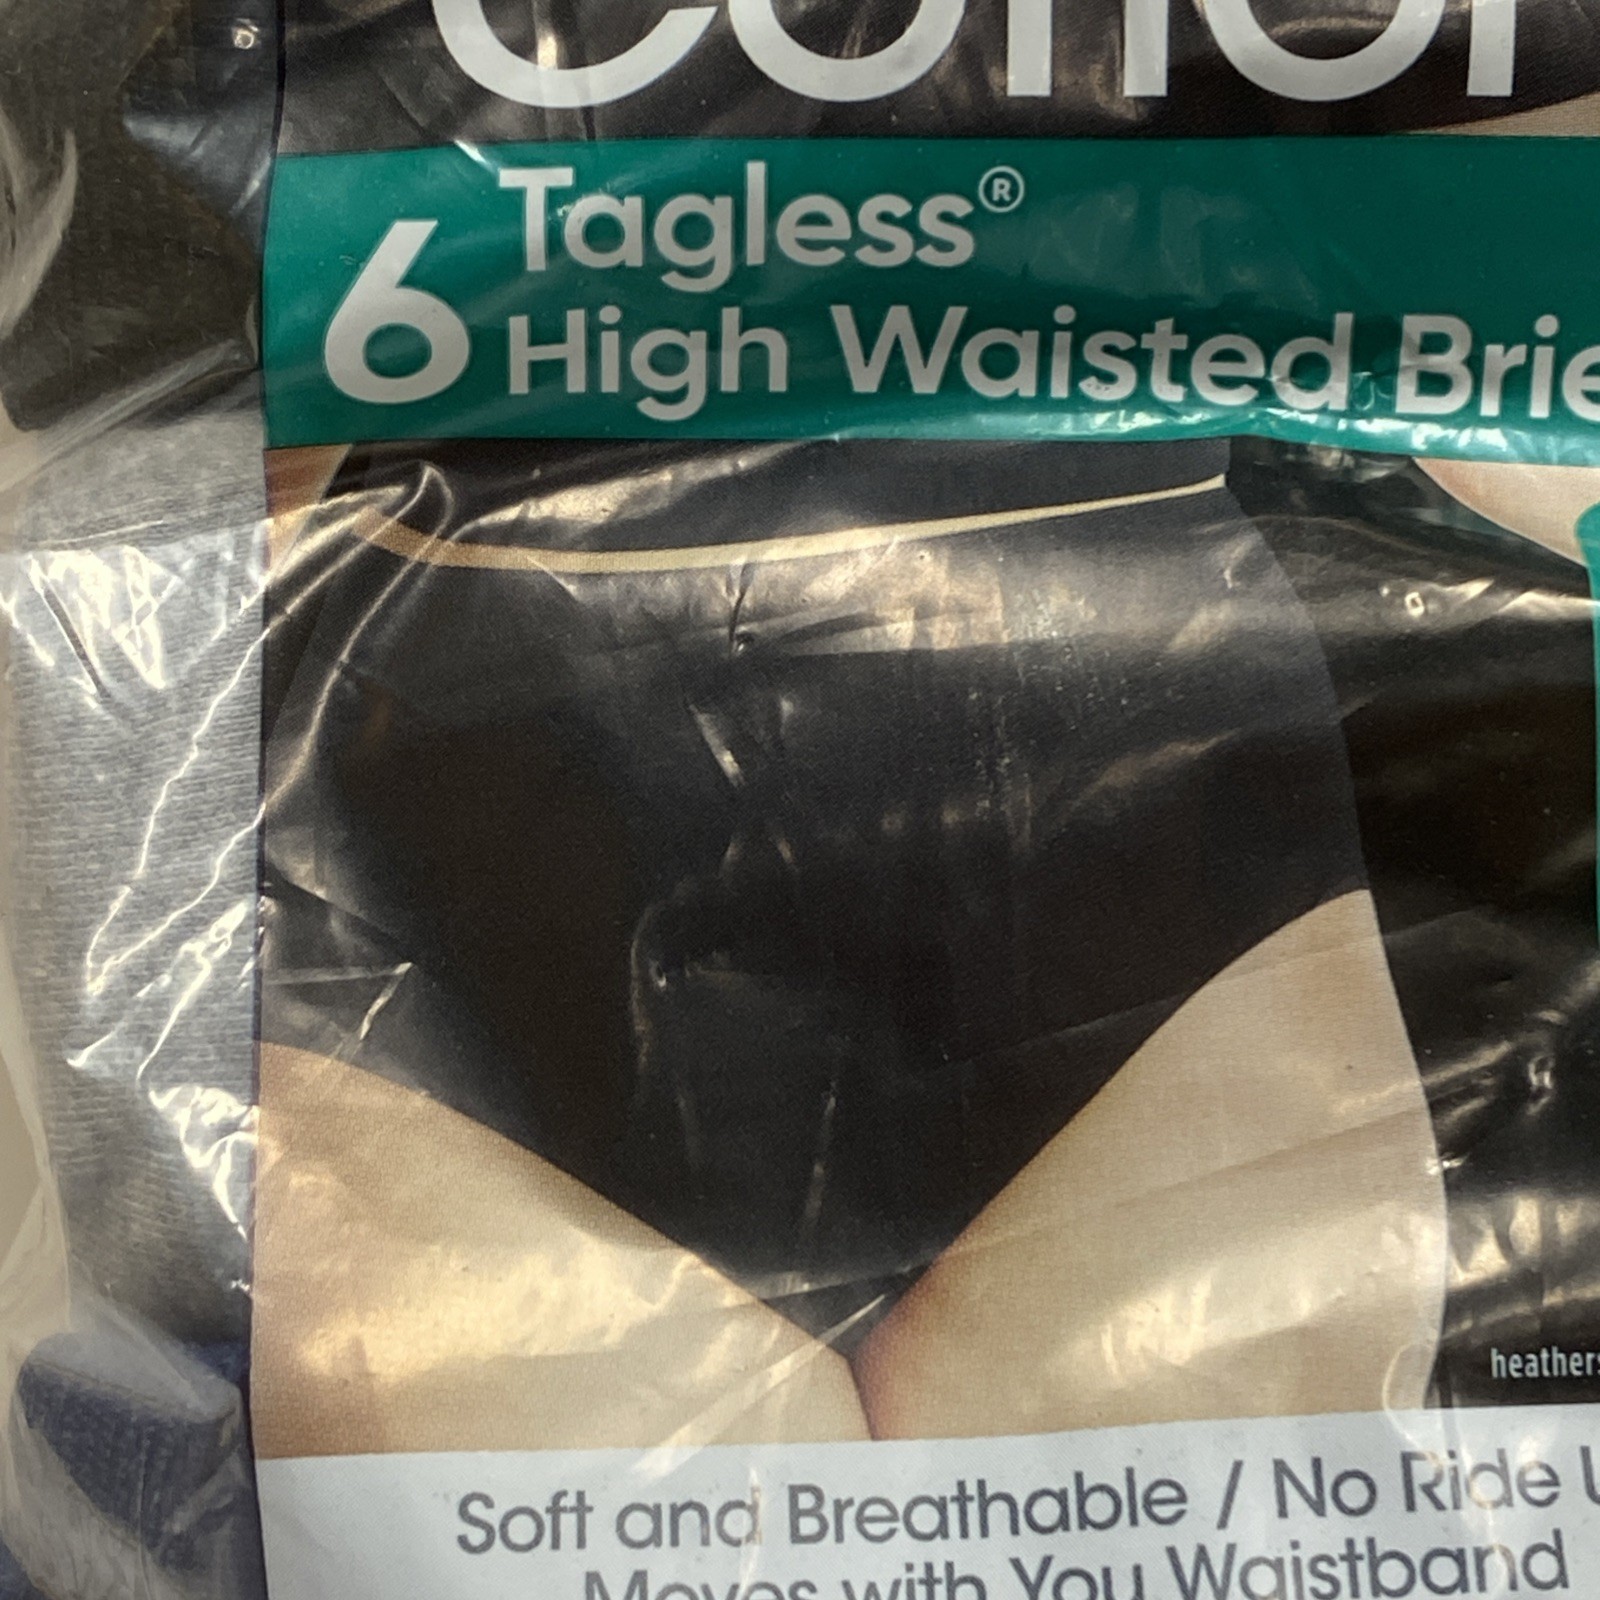 6 Tagless®
High Waisted Brie
heathers
Soft and Breathable / No Ride U
Moves with You Waistband